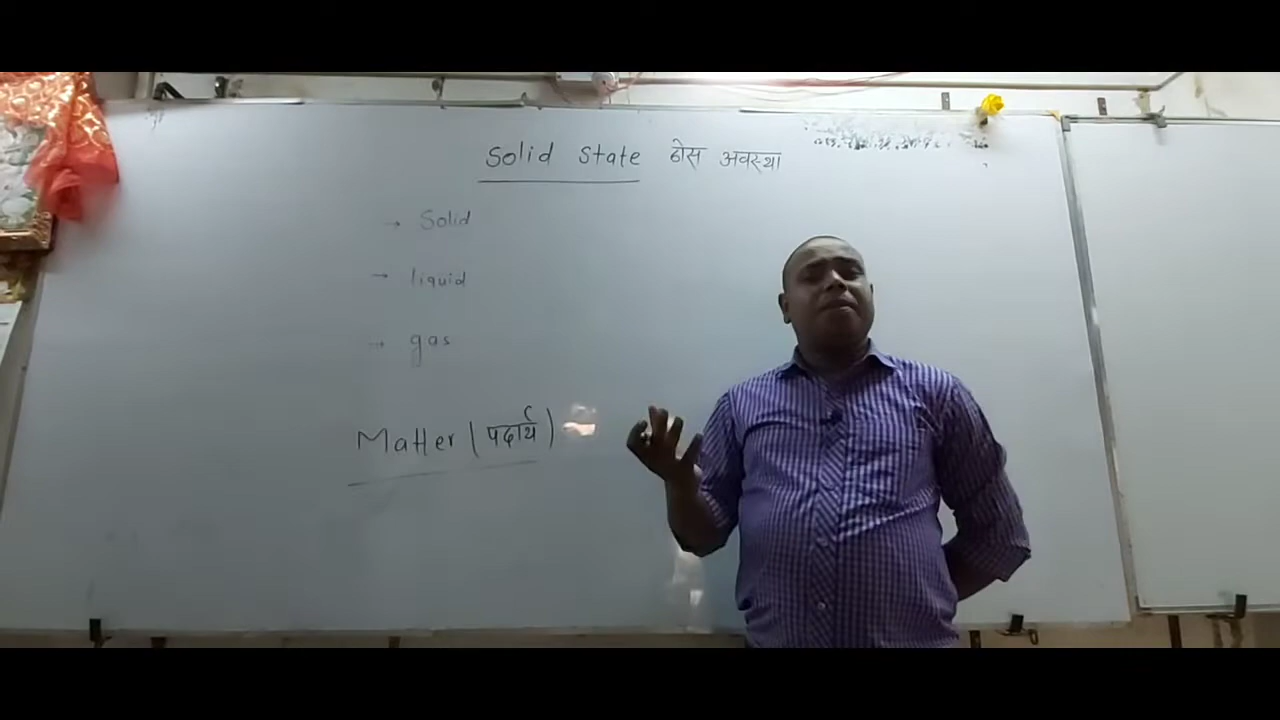 Solid State ठोस अवस्था
→ Solid
→ liquid
→ gas
Matter (पदार्थ)